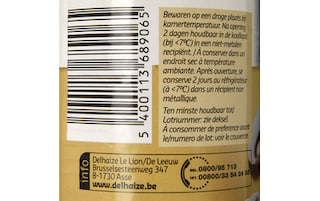 Bewaren op een droge plaats bij
kamertemperatuur. Na opening
2 dagen houdbaar in de koelkast
(bij <7°C) in een niet-metalen
recipiënt. / A conserver dans un
endroit sec à température
ambiante. Après ouverture, se
conserve 2 jours au réfrigérateur
(à <7°C) dans un récipient non
métallique.
Ten minste houdbaar tot/
Lotnummer: zie deksel.
A consommer de préférence avant
le/numéro de lot: voir le couvercle
5 400113 689065
info
Delhaize Le Lion/De Leeuw
Brusselsesteenweg 347
B-1730 Asse
www.delhaize.be
NL 0800/95 713
FR 0800/33 54 24 92